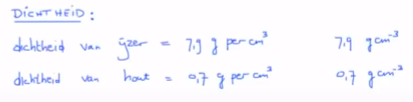 DICHTHEID :
dichtheid van ijzer = 7,9 g per cm³ 7,9 g cm⁻³
dichtheid van hout = 0,7 g per cm³ 0,7 g cm⁻³